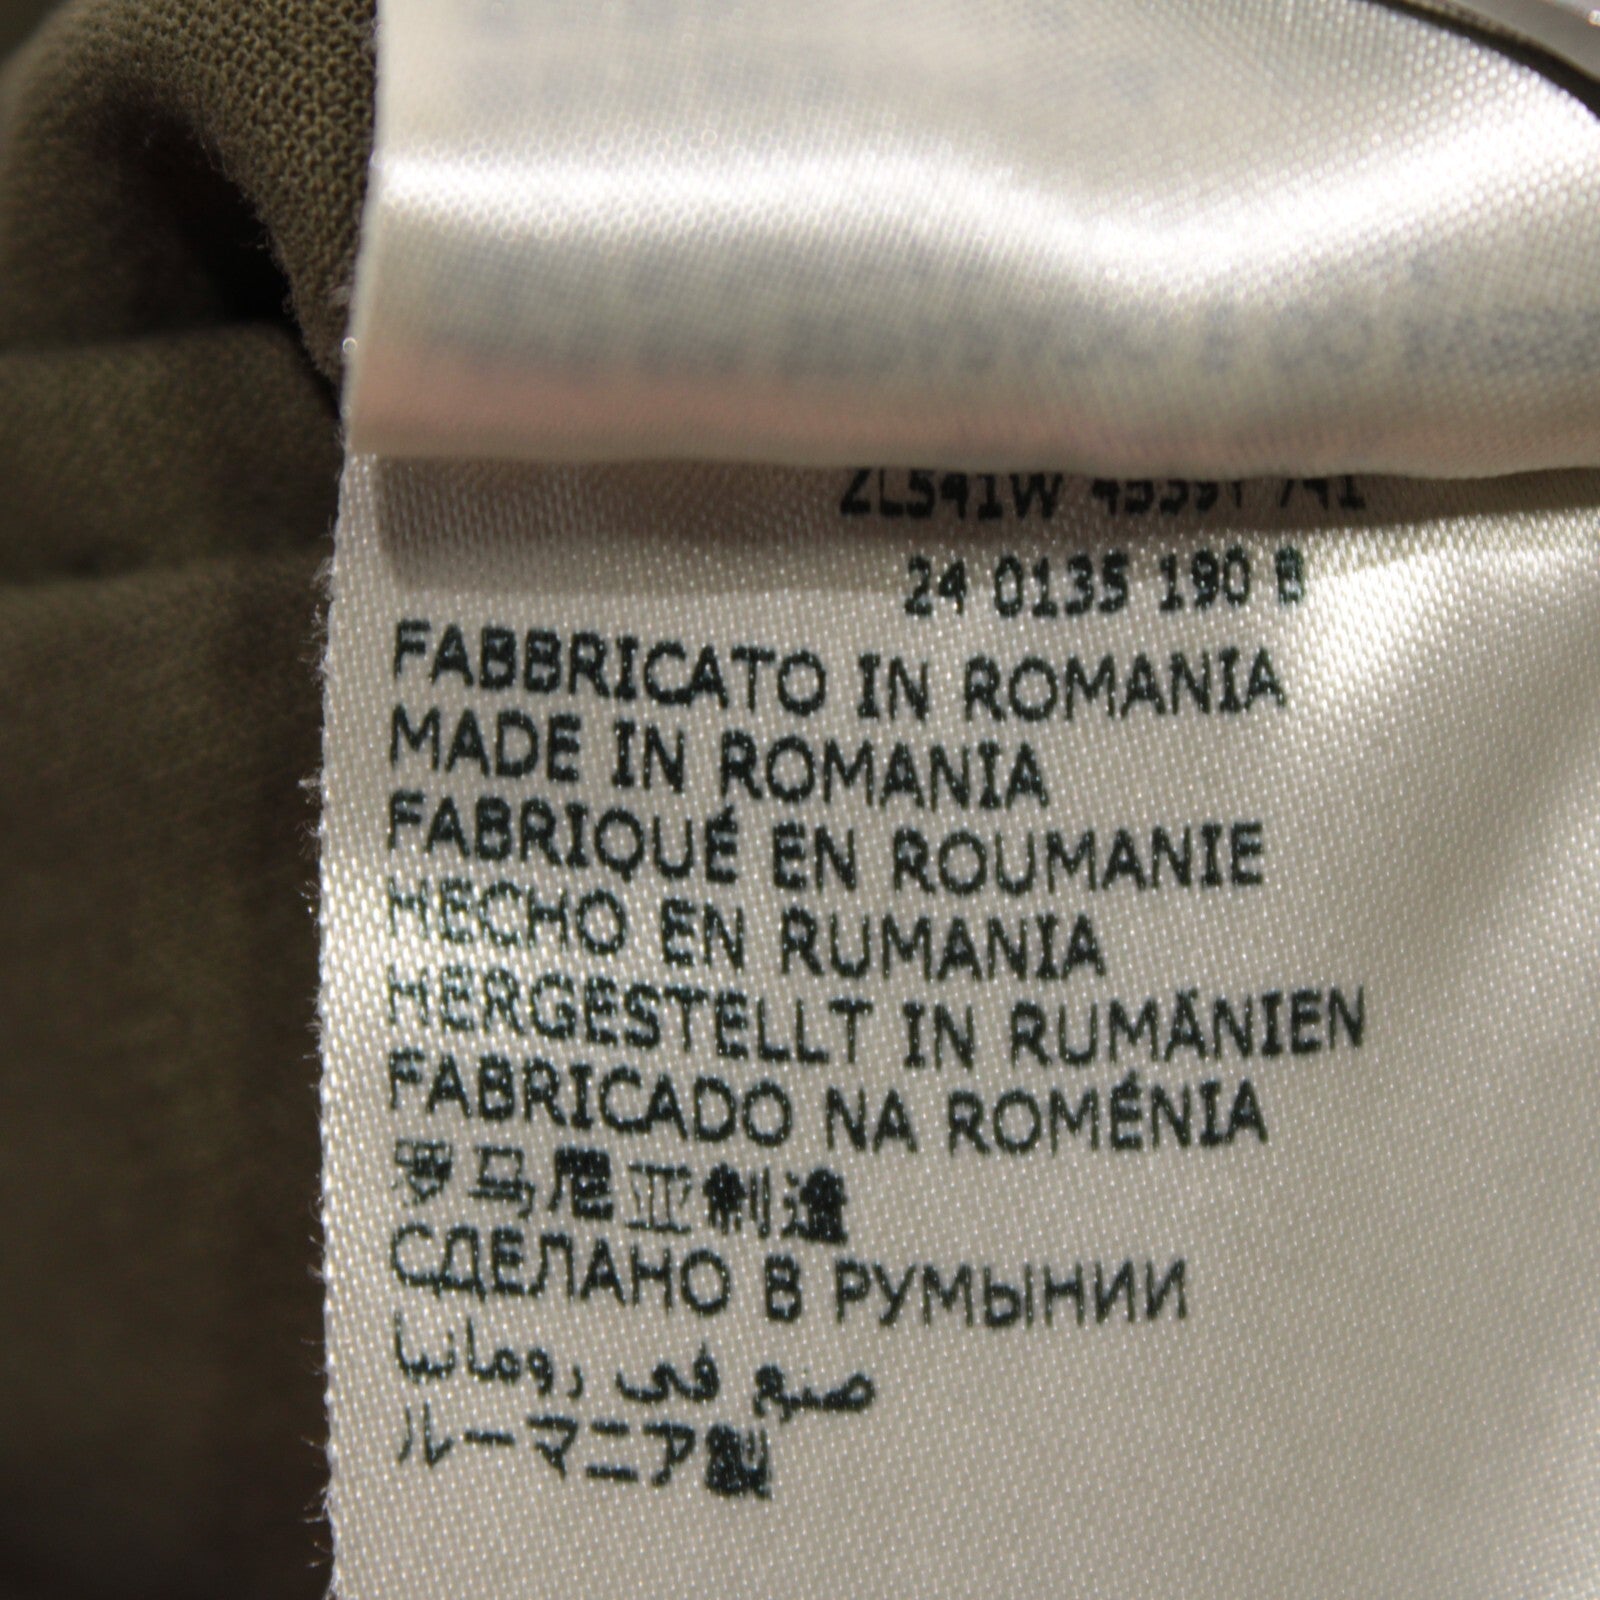 ZL541W
24 0135 190 8
FABBRICATO IN ROMANIA
MADE IN ROMANIA
FABRIQUÉ EN ROUMANIE
HECHO EN RUMANIA
HERGESTELLT IN RUMÄNIEN
FABRICADO NA ROMÉNIA
罗马尼亚制造
СДЕЛАНО В РУМЫНИИ
صنع في رومانيا
ルーマニア製